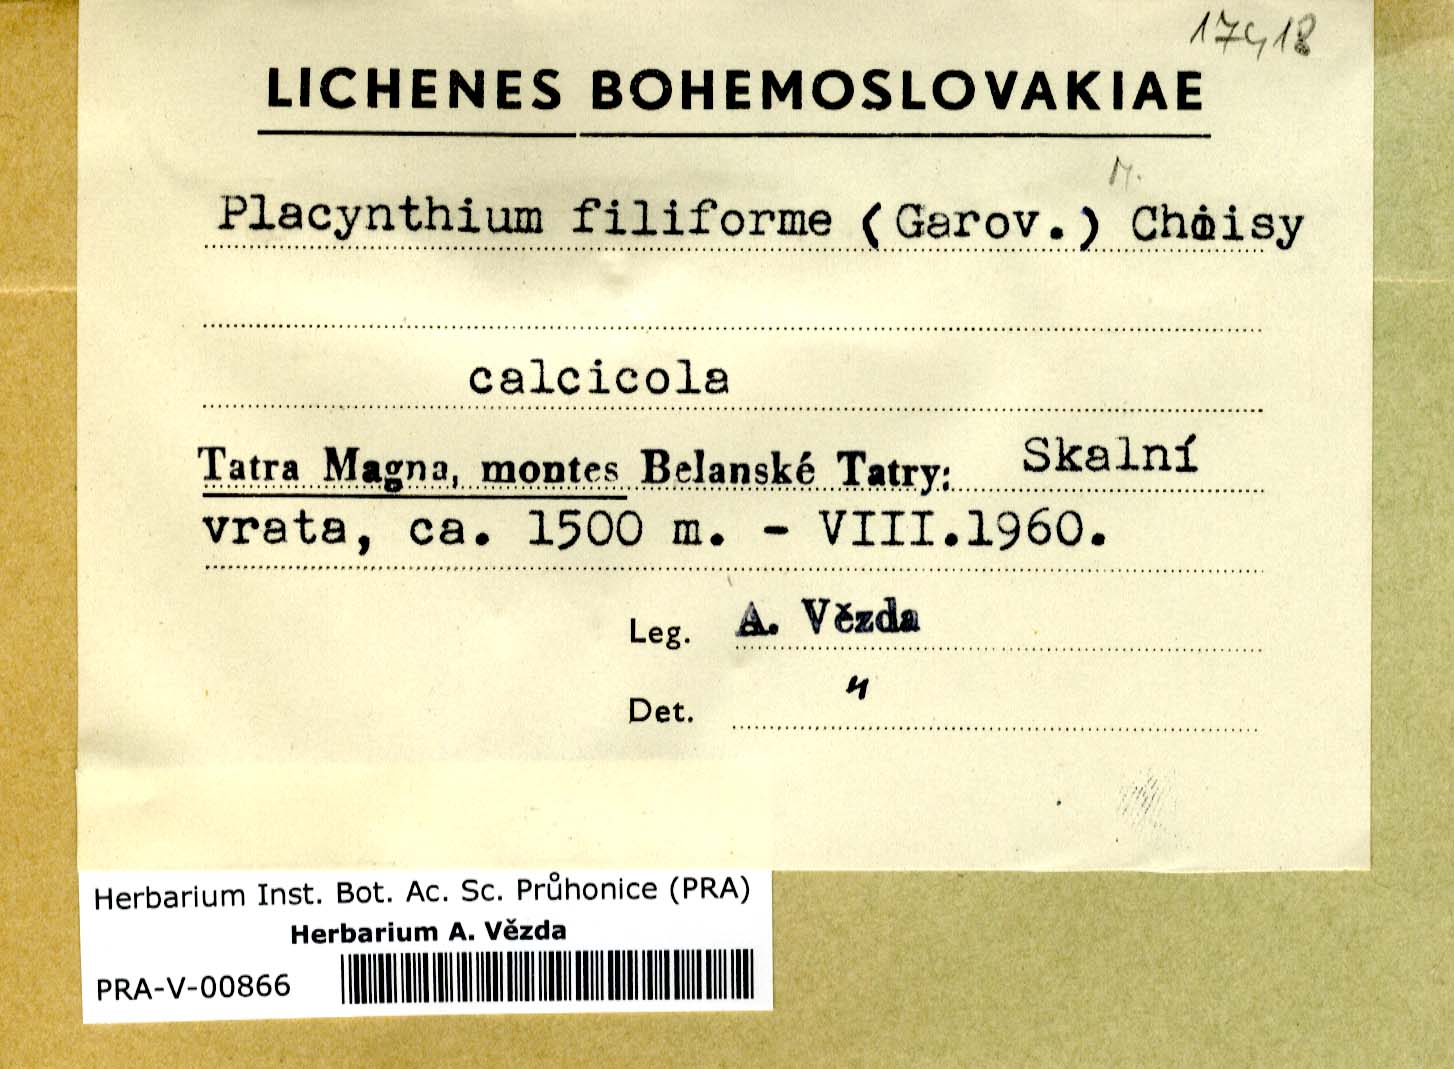 LICHENES BOHEMOSLOVAKIAE
M.
Placynthium filiforme (Garov.) Choisy
calcicola
Tatra Magna, montes Belanské Tatry: Skalní
vrata, ca. 1500 m. - VIII.1960.
Leg. A. Vězda
Det. "
Herbarium Inst. Bot. Ac. Sc. Průhonice (PRA)
Herbarium A. Vězda
PRA-V-00866